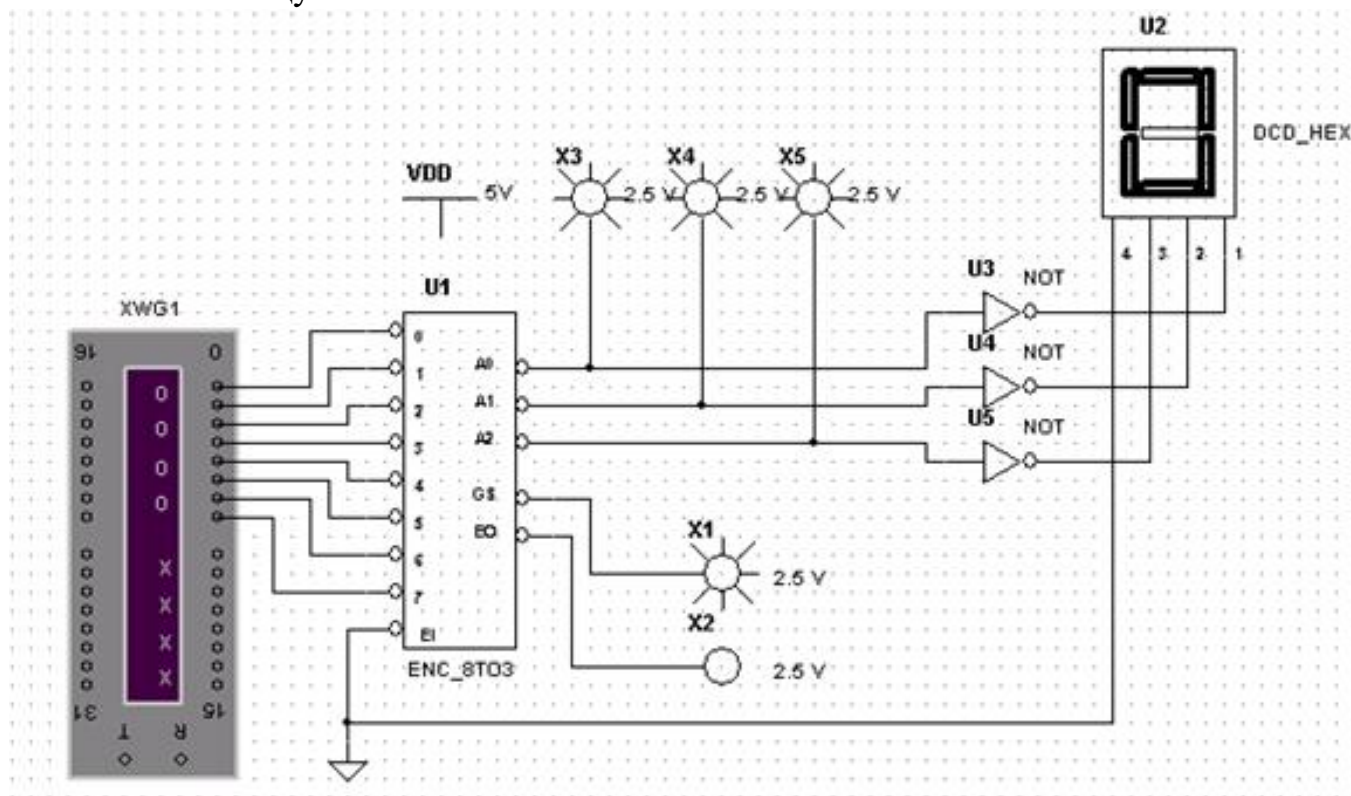 U2
DCD_HEX
4 3 2 1
X3 X4 X5
2.5 V 2.5 V 2.5 V
VDD
5V
U1
XWG1
16 0
0
0
0
0
X
X
X
X
31 15
T R
0
1
2
3
4
5
6
7
EI
A0
A1
A2
GS
EO
ENC_8TO3
U3 NOT
U4 NOT
U5 NOT
X1
2.5 V
X2
2.5 V